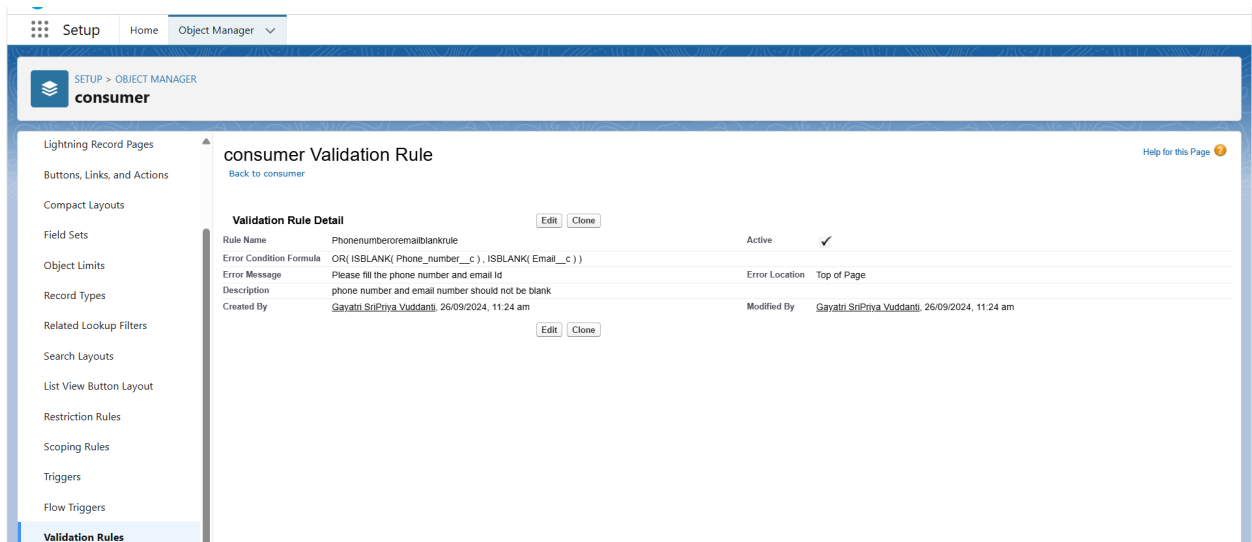 Setup Home Object Manager
SETUP > OBJECT MANAGER
consumer
Lightning Record Pages
Buttons, Links, and Actions
Compact Layouts
Field Sets
Object Limits
Record Types
Related Lookup Filters
Search Layouts
List View Button Layout
Restriction Rules
Scoping Rules
Triggers
Flow Triggers
Validation Rules
consumer Validation Rule
Help for this Page ?
Back to consumer
Validation Rule Detail Edit Clone
Rule Name Phonenumberoremailblankrule Active ✓
Error Condition Formula OR( ISBLANK( Phone_number__c ) , ISBLANK( Email__c ) )
Error Message Please fill the phone number and email Id Error Location Top of Page
Description phone number and email number should not be blank
Created By Gayatri SriPriya Vuddanti, 26/09/2024, 11:24 am Modified By Gayatri SriPriya Vuddanti, 26/09/2024, 11:24 am
Edit Clone